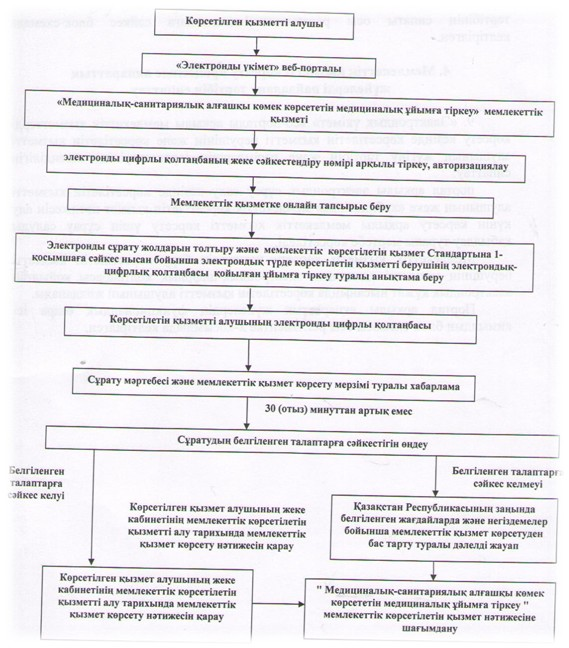 Көрсетілген қызметті алушы
«Электронды үкімет» веб-порталы
«Медициналық-санитариялық алғашқы көмек көрсететін медициналық ұйымға тіркеу» мемлекеттік
қызметі
электронды цифрлы қолтанбаның жеке сәйкестендіру нөмірі арқылы тіркеу, авторизациялау
Мемлекеттік қызметке онлайн тапсырыс беру
Электронды сұрату жолдарын толтыру және мемлекеттік көрсетілетін қызмет Стандартына 1-
қосымшаға сәйкес нысан бойынша электрондық түрде көрсетілетін қызметті берушінің электрондық-
цифрлық қолтанбасы қойылған ұйымға тіркеу туралы анықтама беру
Көрсетілетін қызметті алушының электронды цифрлы қолтаңбасы
Сұрату мәртебесі және мемлекеттік қызмет көрсету мерзімі туралы хабарлама
30 (отыз) минуттан артық емес
Сұратудың белгіленген талаптарға сәйкестігін өңдеу
Белгіленген
талаптарға
сәйкес келуі
Белгіленген талаптарға
сәйкес келмеуі
Көрсетілген қызмет алушының жеке
кабинетінің мемлекеттік көрсетілетін
қызметті алу тарихында мемлекеттік
қызмет көрсету нәтижесін қарау
Қазақстан Республикасының заңында
белгіленген жағдайларда және негіздемелер
бойынша мемлекеттік қызмет көрсетуден
бас тарту туралы дәлелді жауап
Көрсетілген қызмет алушының жеке
кабинетінің мемлекеттік көрсетілетін
қызметті алу тарихында мемлекеттік
қызмет көрсету нәтижесін қарау
" Медициналық-санитариялық алғашқы көмек
көрсететін медициналық ұйымға тіркеу "
мемлекеттік көрсетілетін қызмет нәтижесіне
шағымдану